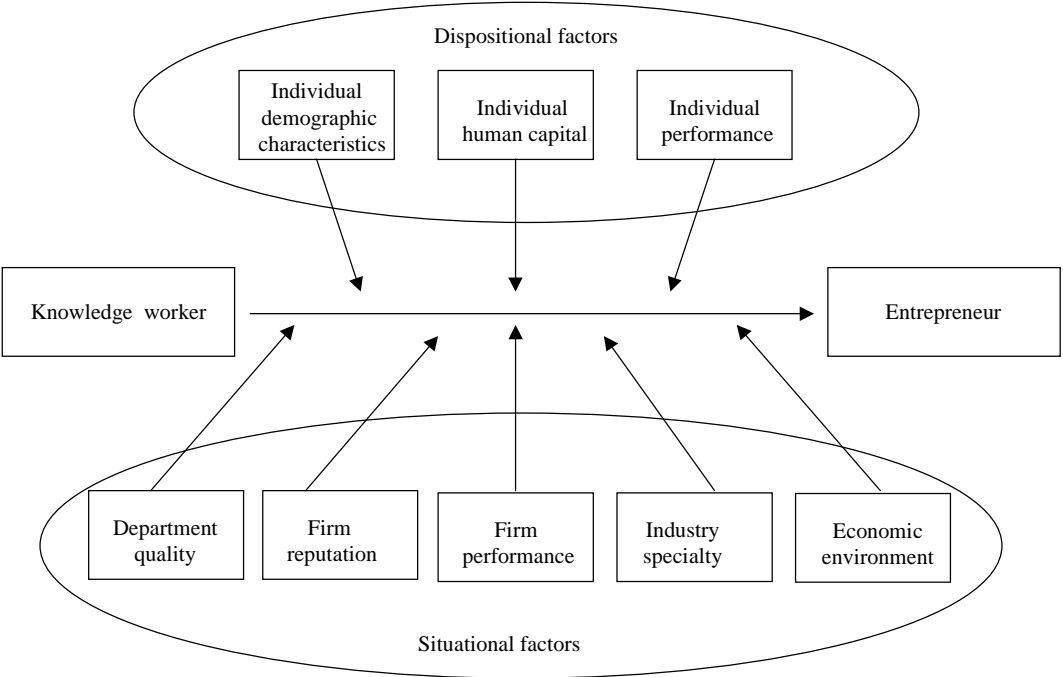 Dispositional factors
Individual
demographic
characteristics
Individual
human capital
Individual
performance
Knowledge worker
Entrepreneur
Department
quality
Firm
reputation
Firm
performance
Industry
specialty
Economic
environment
Situational factors